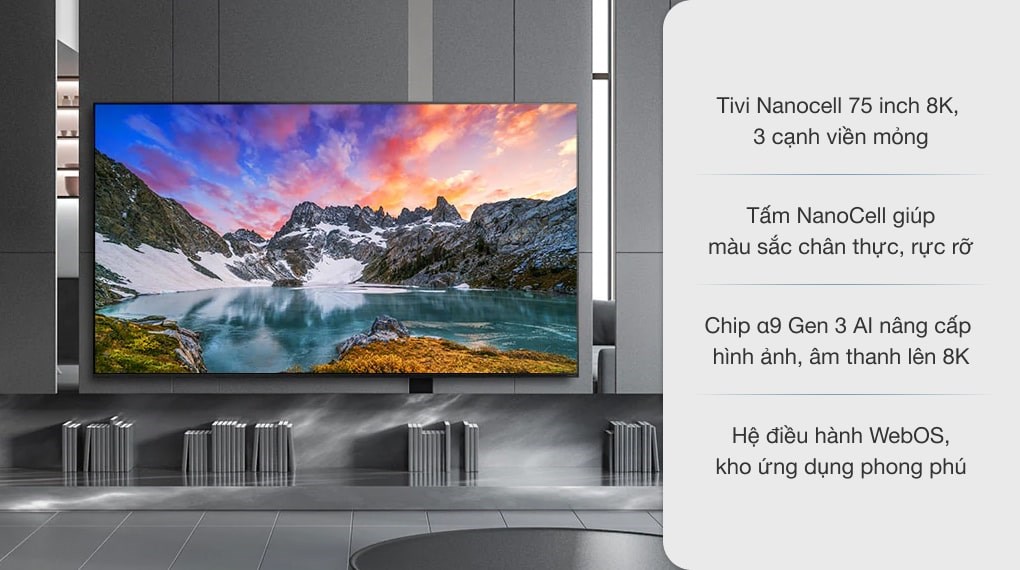 Tivi Nanocell 75 inch 8K,
3 cạnh viền mỏng
Tấm NanoCell giúp
màu sắc chân thực, rực rỡ
Chip α9 Gen 3 AI nâng cấp
hình ảnh, âm thanh lên 8K
Hệ điều hành WebOS,
kho ứng dụng phong phú